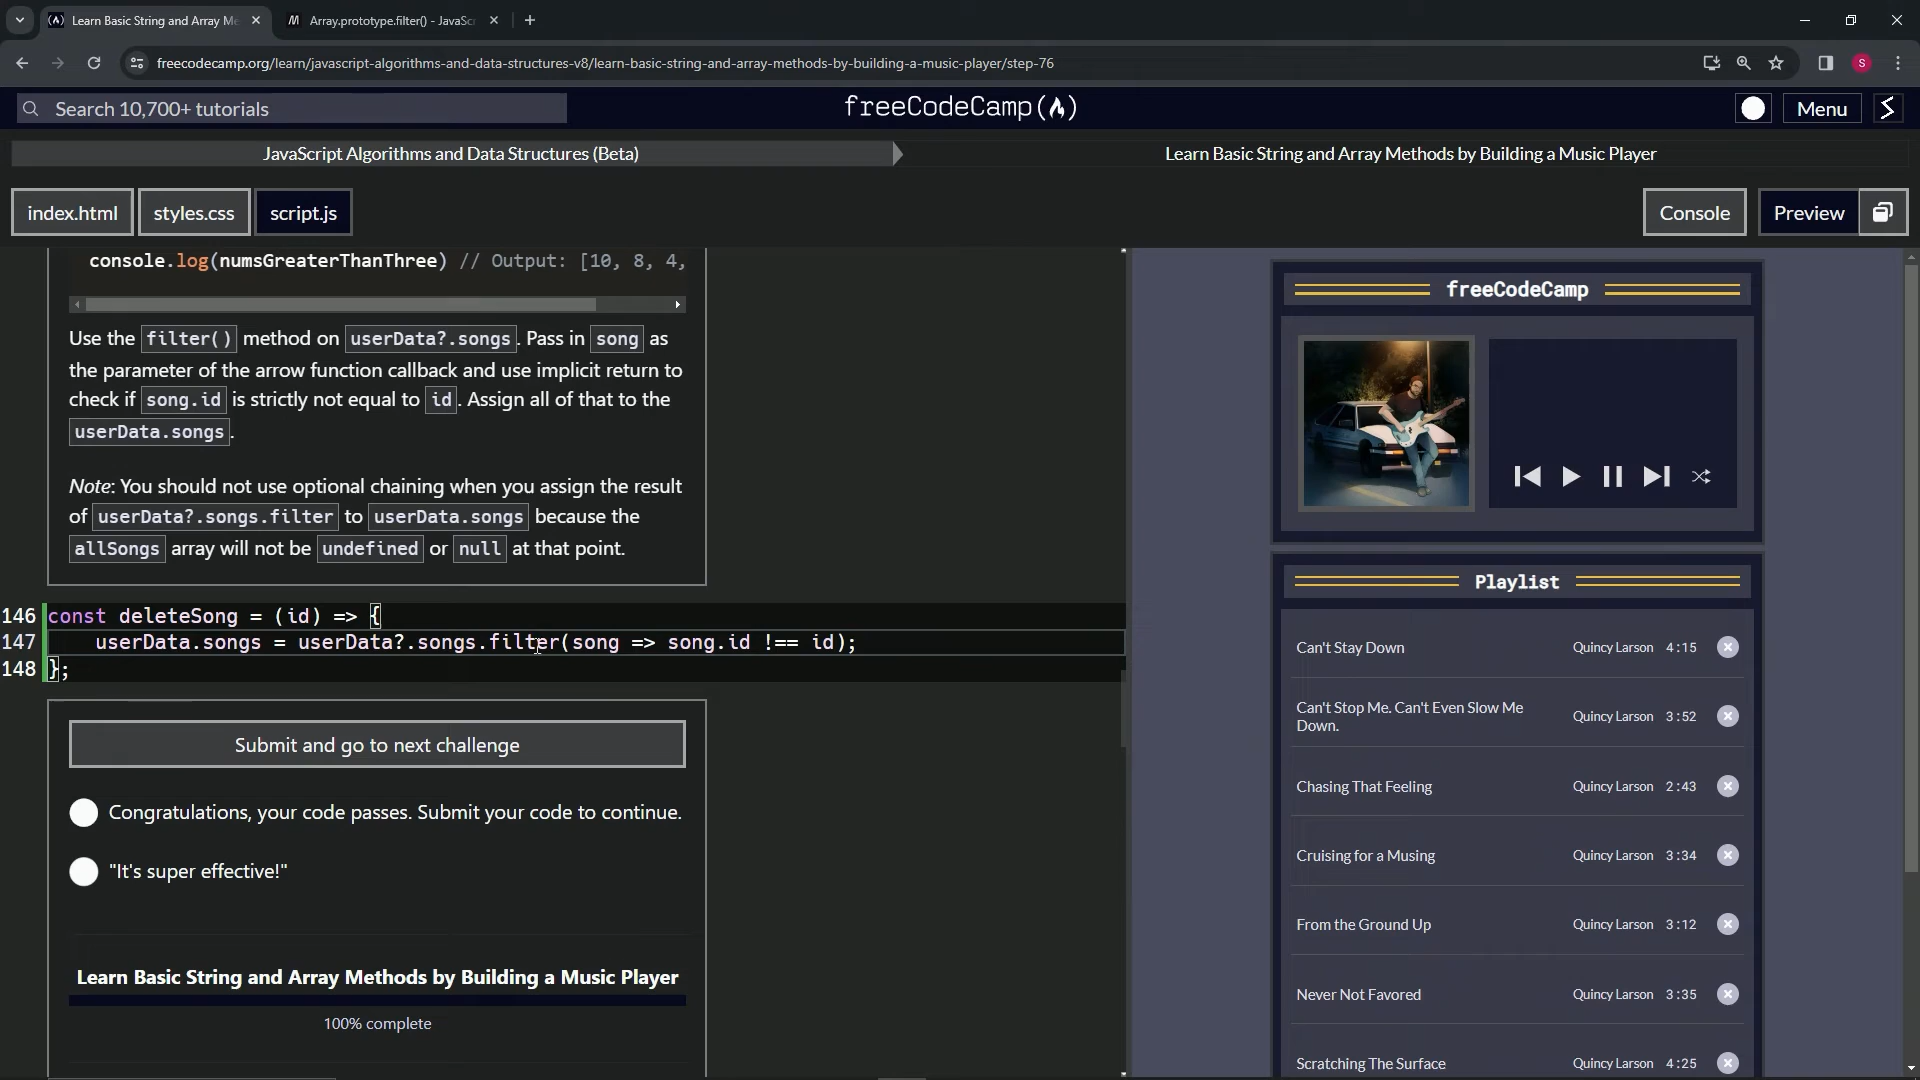 Learn Basic String and Array Me
Array.prototype.filter() - JavaSc
freecodecamp.org/learn/javascript-algorithms-and-data-structures-v8/learn-basic-string-and-array-methods-by-building-a-music-player/step-76
S
Search 10,700+ tutorials
freeCodeCamp(🔥)
Menu
JavaScript Algorithms and Data Structures (Beta)
Learn Basic String and Array Methods by Building a Music Player
index.html
styles.css
script.js
Console
Preview
console.log(numsGreaterThanThree) // Output: [10, 8, 4,
Use the filter() method on userData?.songs. Pass in song as
the parameter of the arrow function callback and use implicit return to
check if song.id is strictly not equal to id. Assign all of that to the
userData.songs.
Note: You should not use optional chaining when you assign the result
of userData?.songs.filter to userData.songs because the
allSongs array will not be undefined or null at that point.
146 const deleteSong = (id) => {
147 userData.songs = userData?.songs.filter(song => song.id !== id);
148 };
Submit and go to next challenge
Congratulations, your code passes. Submit your code to continue.
"It's super effective!"
Learn Basic String and Array Methods by Building a Music Player
100% complete
freeCodeCamp
Playlist
Can't Stay Down Quincy Larson 4:15
Can't Stop Me. Can't Even Slow Me
Down. Quincy Larson 3:52
Chasing That Feeling Quincy Larson 2:43
Cruising for a Musing Quincy Larson 3:34
From the Ground Up Quincy Larson 3:12
Never Not Favored Quincy Larson 3:35
Scratching The Surface Quincy Larson 4:25